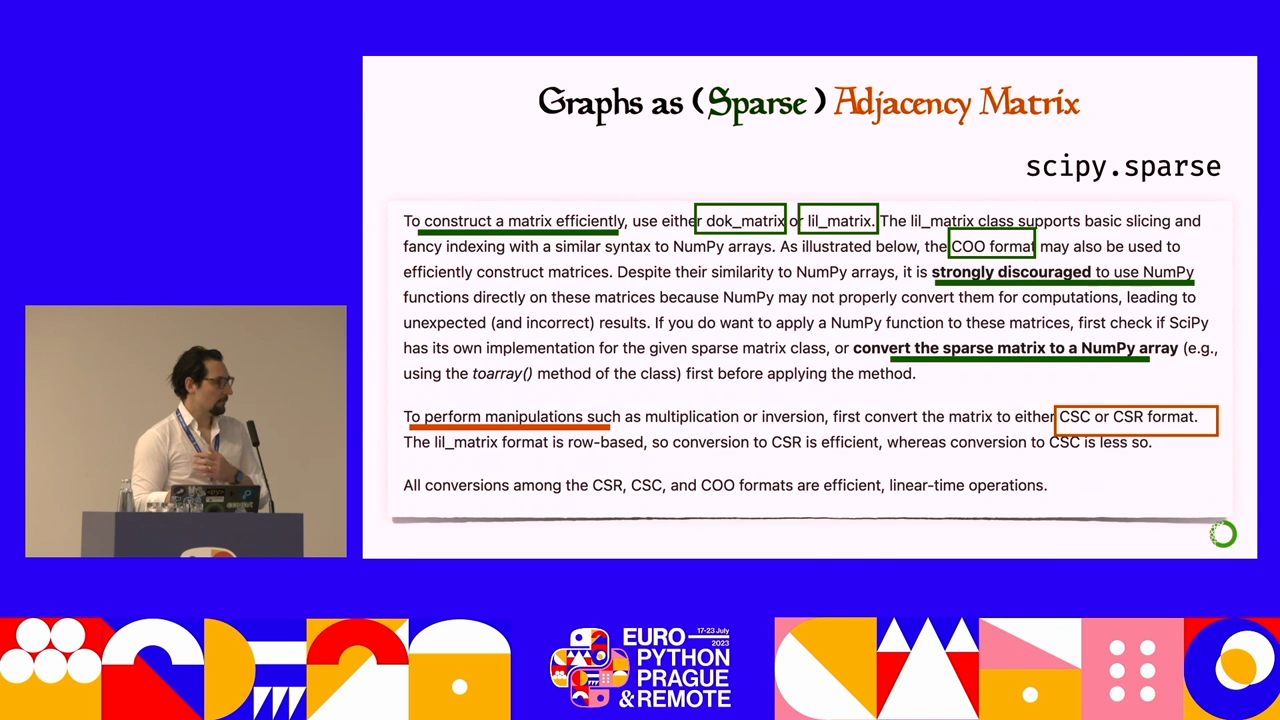 Graphs as (Sparse) Adjacency Matrix
scipy.sparse
To construct a matrix efficiently, use either dok_matrix or lil_matrix. The lil_matrix class supports basic slicing and
fancy indexing with a similar syntax to NumPy arrays. As illustrated below, the COO format may also be used to
efficiently construct matrices. Despite their similarity to NumPy arrays, it is strongly discouraged to use NumPy
functions directly on these matrices because NumPy may not properly convert them for computations, leading to
unexpected (and incorrect) results. If you do want to apply a NumPy function to these matrices, first check if SciPy
has its own implementation for the given sparse matrix class, or convert the sparse matrix to a NumPy array (e.g.,
using the toarray() method of the class) first before applying the method.
To perform manipulations such as multiplication or inversion, first convert the matrix to either CSC or CSR format.
The lil_matrix format is row-based, so conversion to CSR is efficient, whereas conversion to CSC is less so.
All conversions among the CSR, CSC, and COO formats are efficient, linear-time operations.
EURO 17-23 July 2023
PYTHON
PRAGUE
& REMOTE